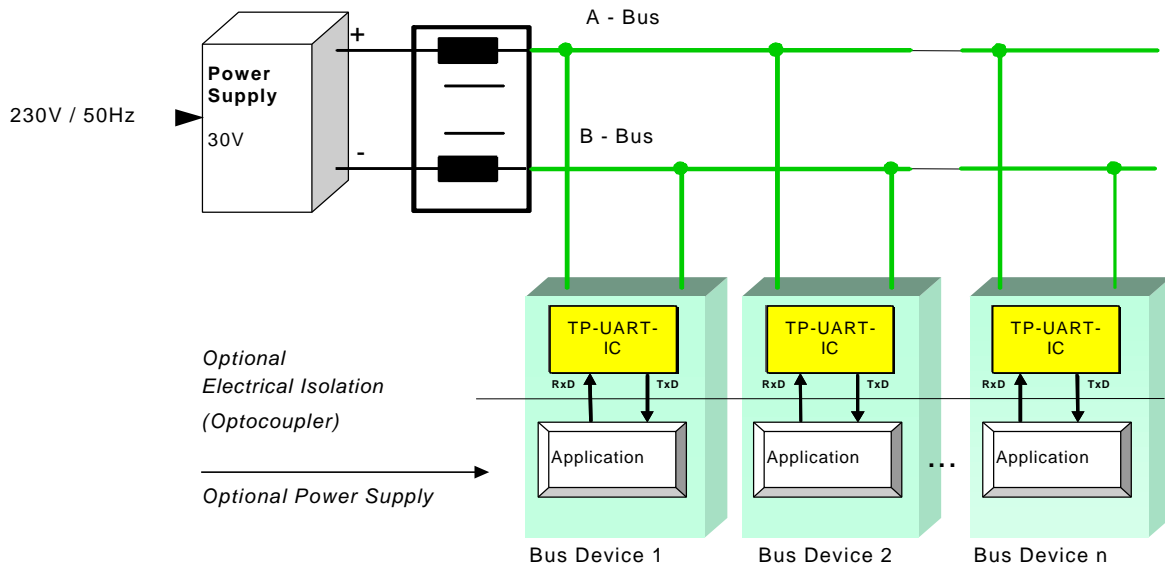 A - Bus
+
Power
Supply
230V / 50Hz
30V
B - Bus
-
TP-UART-
IC
TP-UART-
IC
TP-UART-
IC
Optional
Electrical Isolation
(Optocoupler)
RxD TxD
RxD TxD
RxD TxD
Application
Application
...
Application
Optional Power Supply
Bus Device 1
Bus Device 2
Bus Device n